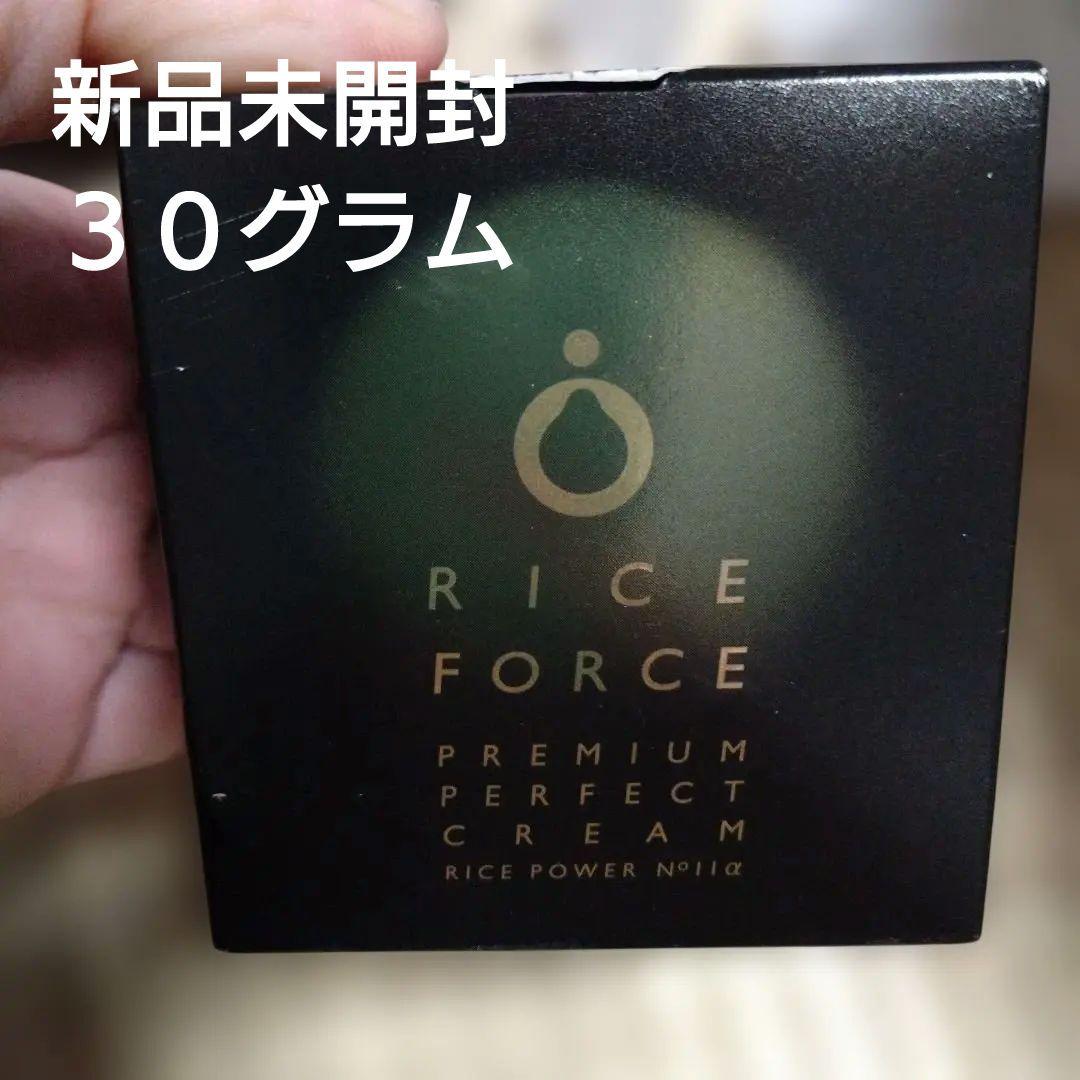 新品未開封
３０グラム
RICE
FORCE
PREMIUM
PERFECT
CREAM
RICE POWER Nº11α